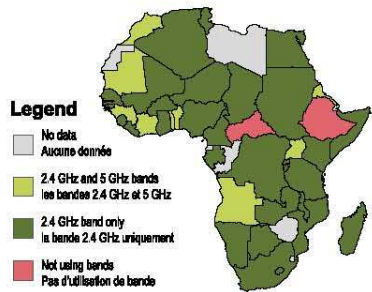 Legend
No data
Aucune donnée
2.4 GHz and 5 GHz bands
les bandes 2.4 GHz et 5 GHz
2.4 GHz band only
la bande 2.4 GHz uniquement
Not using bands
Pas d'utilisation de bande